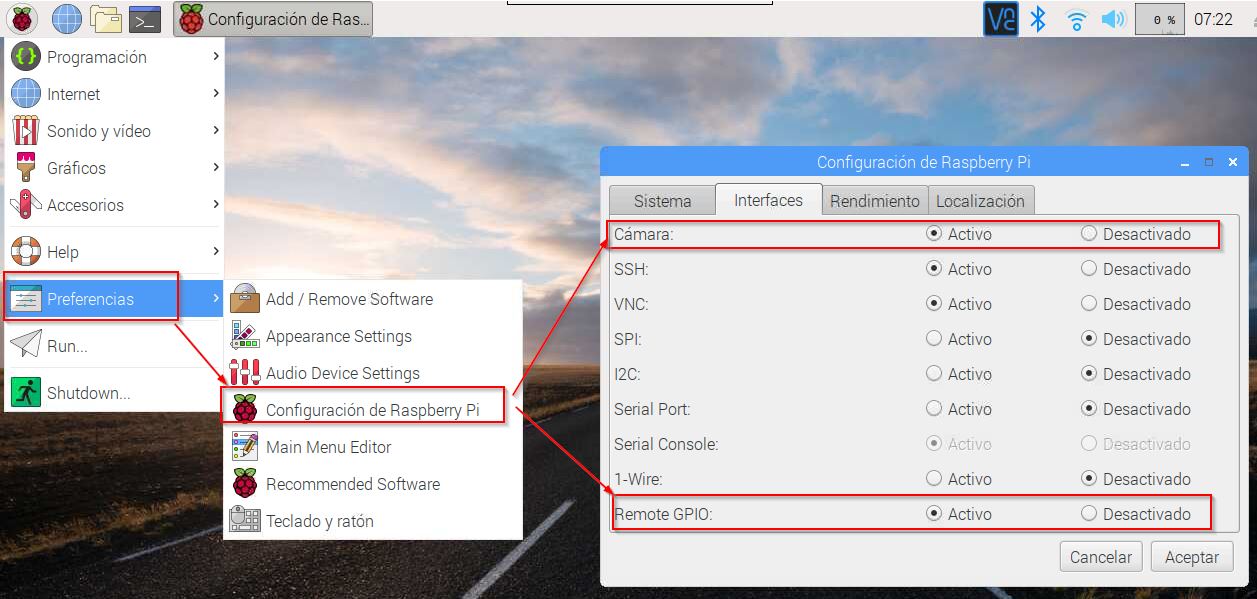 Configuración de Ras...
0 %
07:22
Programación
Internet
Sonido y vídeo
Gráficos
Accesorios
Help
Preferencias
Run...
Shutdown...
Add / Remove Software
Appearance Settings
Audio Device Settings
Configuración de Raspberry Pi
Main Menu Editor
Recommended Software
Teclado y ratón
Configuración de Raspberry Pi
Sistema Interfaces Rendimiento Localización
Cámara: Activo Desactivado
SSH: Activo Desactivado
VNC: Activo Desactivado
SPI: Activo Desactivado
I2C: Activo Desactivado
Serial Port: Activo Desactivado
Serial Console: Activo Desactivado
1-Wire: Activo Desactivado
Remote GPIO: Activo Desactivado
Cancelar Aceptar